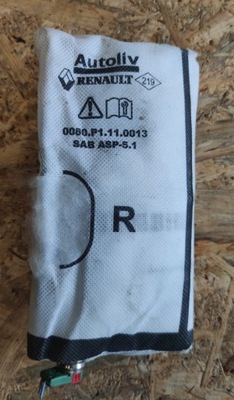 Autoliv
RENAULT 219
0080.P1.11.0013
SAB ASP-5.1
R